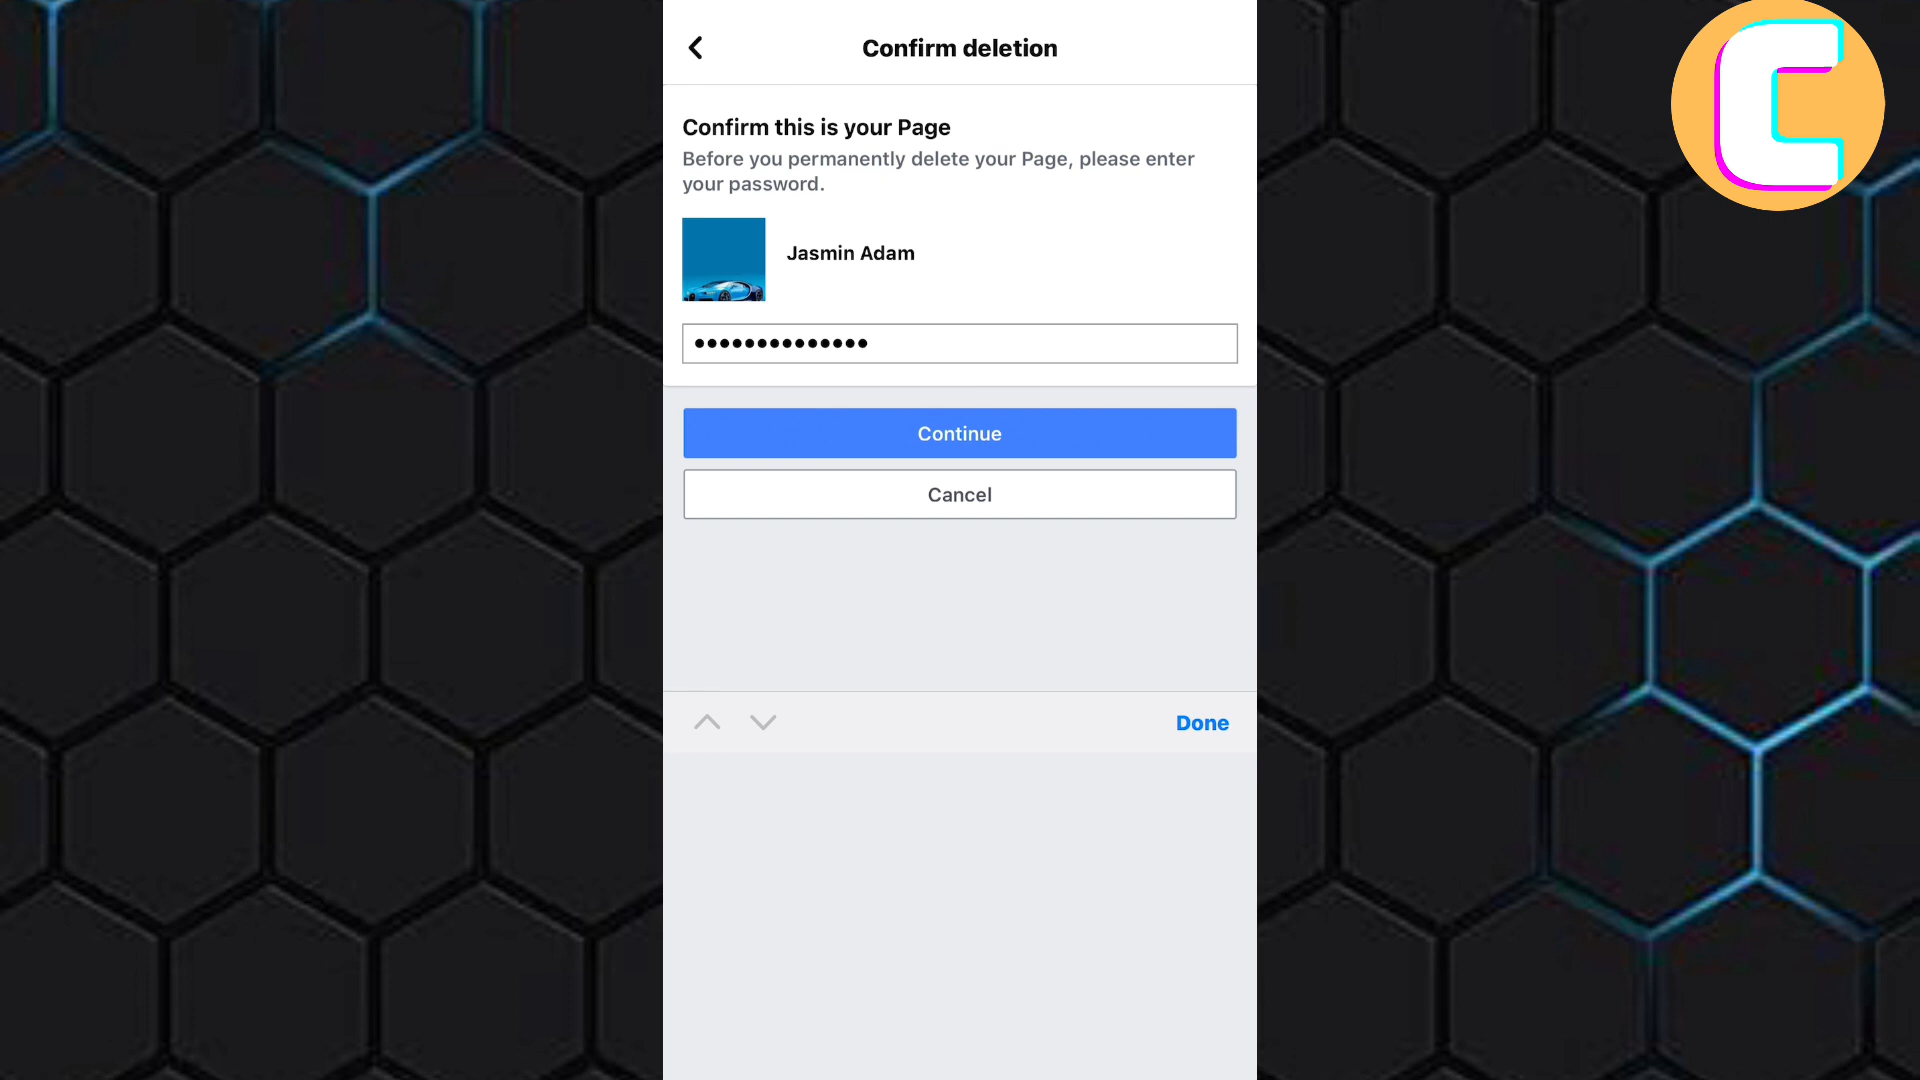 Confirm deletion
Confirm this is your Page
Before you permanently delete your Page, please enter
your password.
Jasmin Adam
••••••••••••••
Continue
Cancel
Done
C